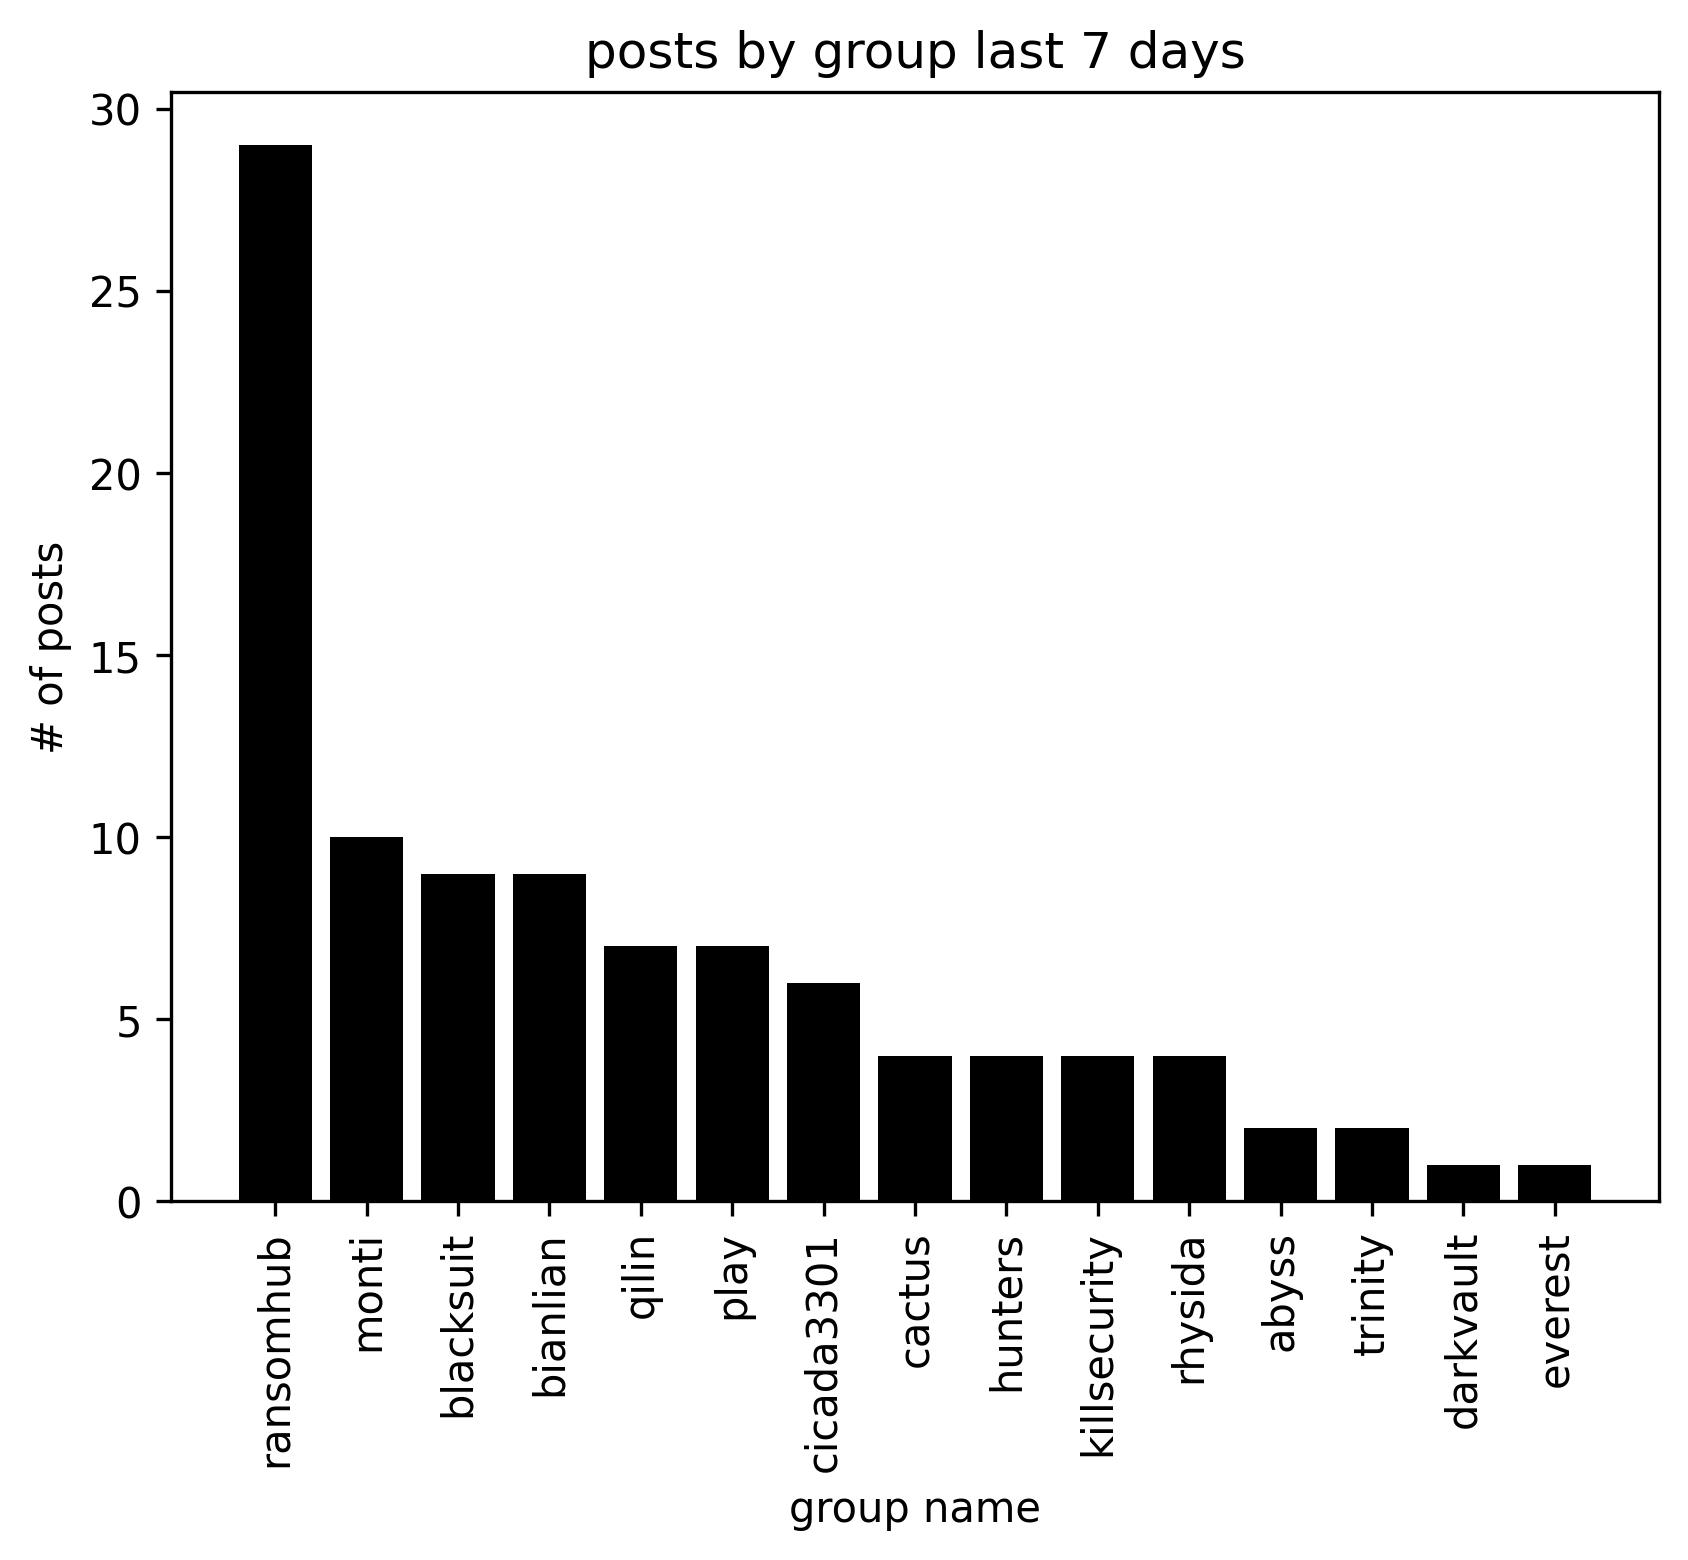 posts by group last 7 days
# of posts
30
25
20
15
10
5
0
ransomhub
monti
blacksuit
bianlian
qilin
play
cicada3301
cactus
hunters
killsecurity
rhysida
abyss
trinity
darkvault
everest
group name